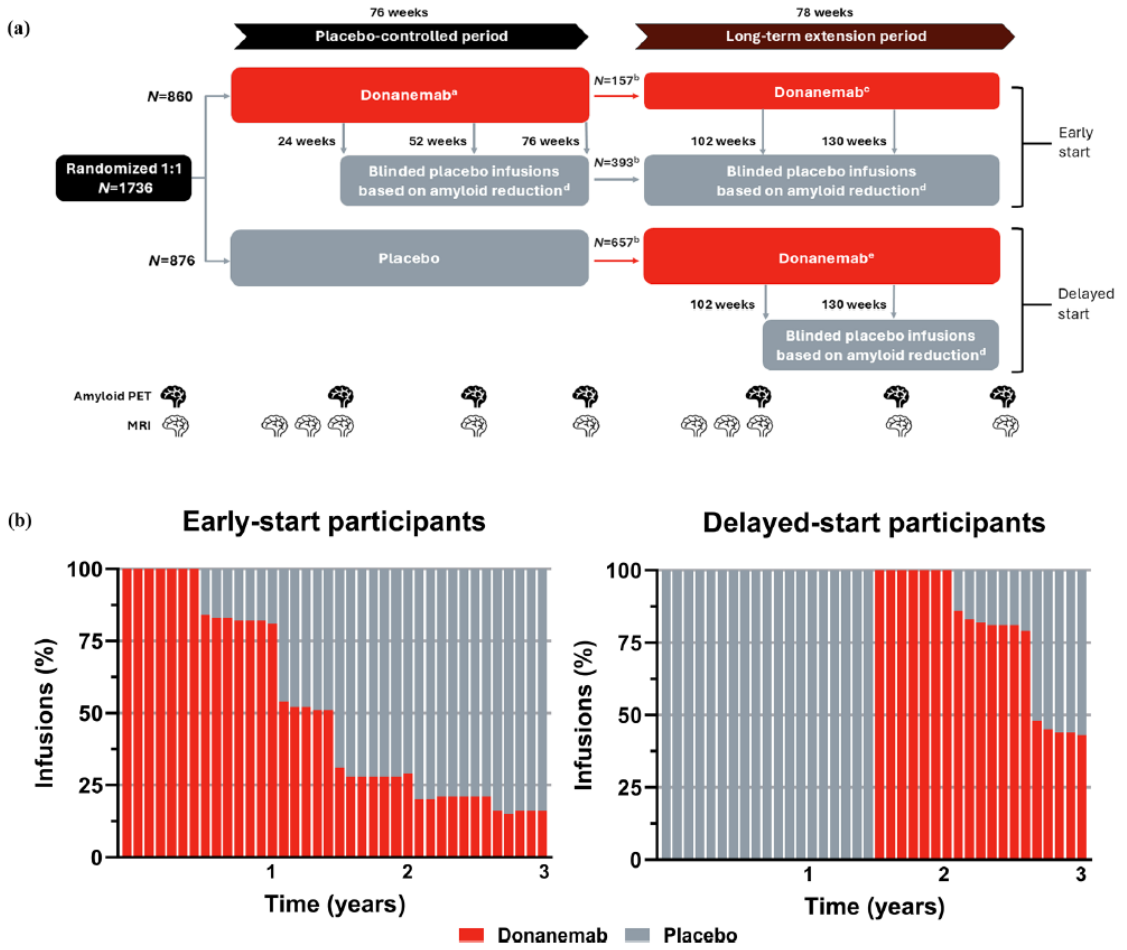 (a)
76 weeks
78 weeks
Placebo-controlled period
Long-term extension period
N=860
Donanemabᵃ
N=157ᵇ
Donanemabᶜ
24 weeks
52 weeks
76 weeks
102 weeks
130 weeks
Early
start
Randomized 1:1
N=1736
Blinded placebo infusions
based on amyloid reductionᵈ
N=393ᵇ
Blinded placebo infusions
based on amyloid reductionᵈ
N=876
Placebo
N=657ᵇ
Donanemabᵉ
Delayed
start
102 weeks
130 weeks
Blinded placebo infusions
based on amyloid reductionᵈ
Amyloid PET
MRI
(b)
Early-start participants
Infusions (%)
100
75
50
25
0
1
2
3
Time (years)
Delayed-start participants
Infusions (%)
100
75
50
25
0
1
2
3
Time (years)
Donanemab
Placebo